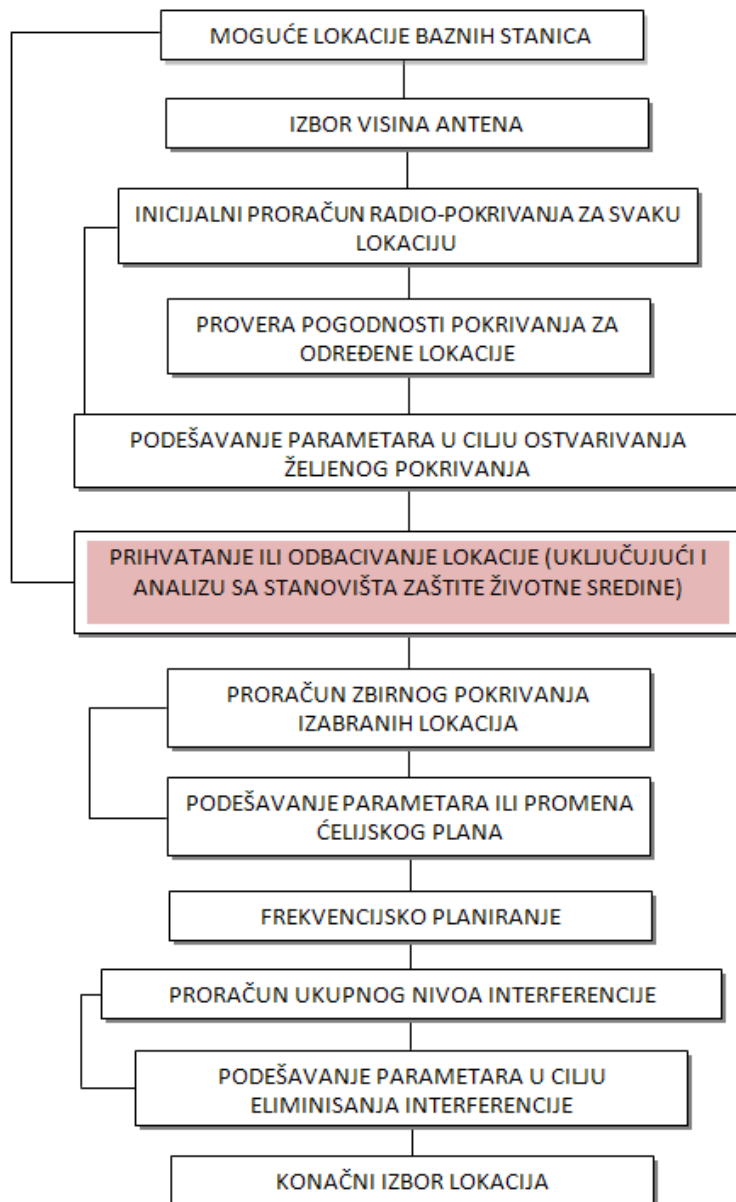 MOGUĆE LOKACIJE BAZNIH STANICA
IZBOR VISINA ANTENA
INICIJALNI PRORAČUN RADIO-POKRIVANJA ZA SVAKU
LOKACIJU
PROVERA POGODNOSTI POKRIVANJA ZA
ODREĐENE LOKACIJE
PODEŠAVANJE PARAMETARA U CILJU OSTVARIVANJA
ŽELJENOG POKRIVANJA
PRIHVATANJE ILI ODBACIVANJE LOKACIJE (UKLJUČUJUĆI I
ANALIZU SA STANOVIŠTA ZAŠTITE ŽIVOTNE SREDINE)
PRORAČUN ZBIRNOG POKRIVANJA
IZABRANIH LOKACIJA
PODEŠAVANJE PARAMETARA ILI PROMENA
ĆELIJSKOG PLANA
FREKVENCIJSKO PLANIRANJE
PRORAČUN UKUPNOG NIVOA INTERFERENCIJE
PODEŠAVANJE PARAMETARA U CILJU
ELIMINISANJA INTERFERENCIJE
KONAČNI IZBOR LOKACIJA